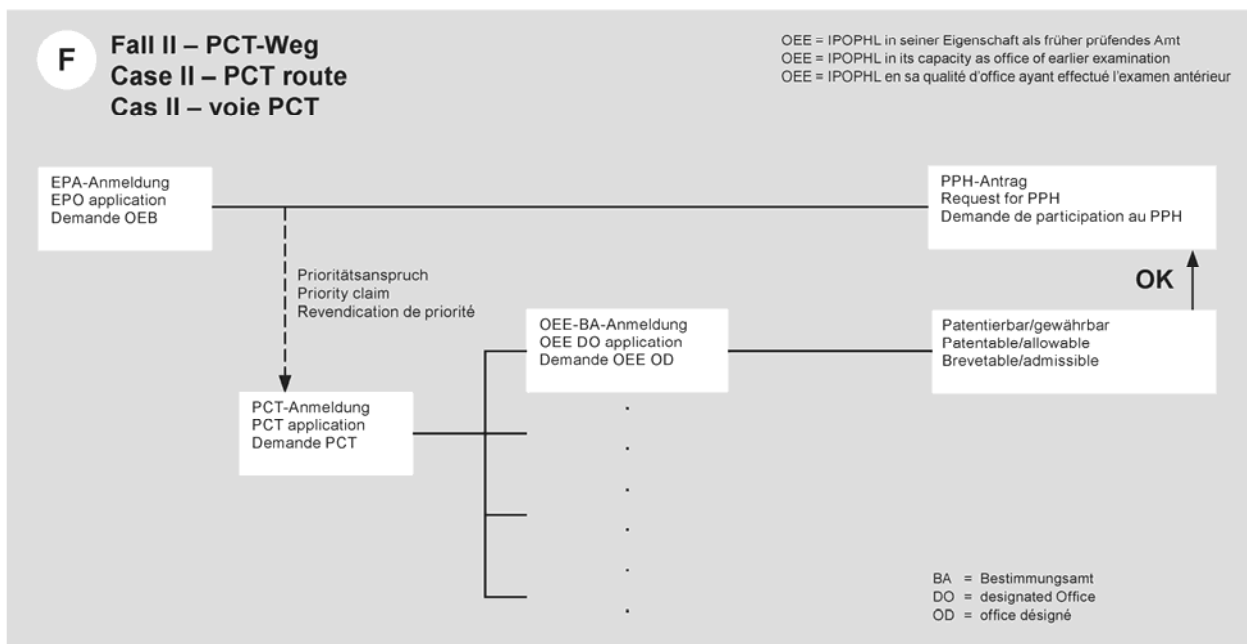 F
Fall II – PCT-Weg
Case II – PCT route
Cas II – voie PCT
OEE = IPOPHL in seiner Eigenschaft als früher prüfendes Amt
OEE = IPOPHL in its capacity as office of earlier examination
OEE = IPOPHL en sa qualité d'office ayant effectué l'examen antérieur
EPA-Anmeldung
EPO application
Demande OEB
PPH-Antrag
Request for PPH
Demande de participation au PPH
Prioritätsanspruch
Priority claim
Revendication de priorité
OK
OEE-BA-Anmeldung
OEE DO application
Demande OEE OD
Patentierbar/gewährbar
Patentable/allowable
Brevetable/admissible
PCT-Anmeldung
PCT application
Demande PCT
BA = Bestimmungsamt
DO = designated Office
OD = office désigné